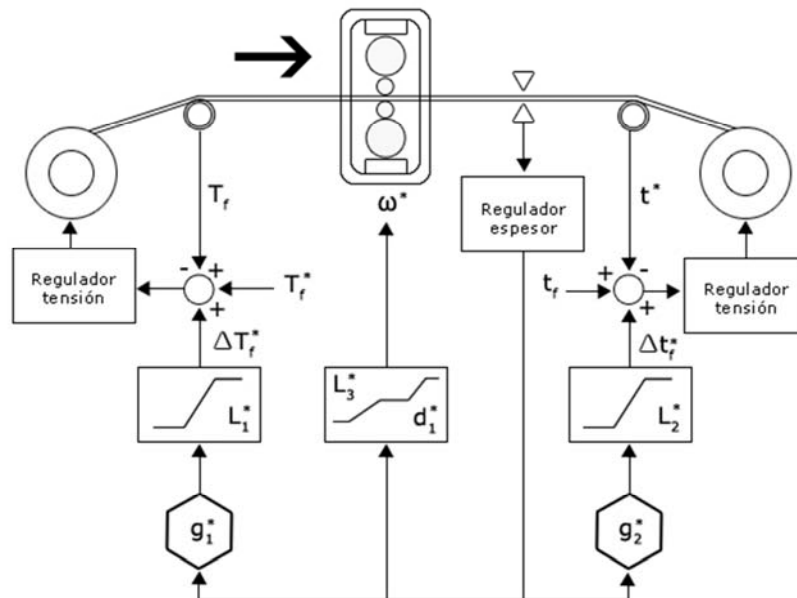 ω*
T_f
Regulador
espesor
t*
Regulador
tensión
- +
+
T_f*
t_f
+ -
+
Regulador
tensión
ΔT_f*
Δt_f*
L_1*
L_3*
d_1*
L_2*
g_1*
g_2*